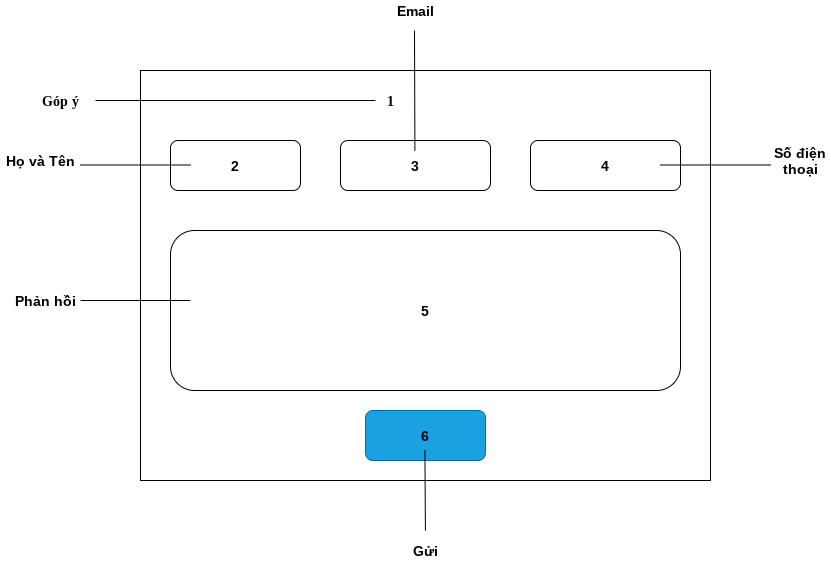 Email
Góp ý
1
Họ và Tên
2
3
4
Số điện
thoại
Phản hồi
5
6
Gửi